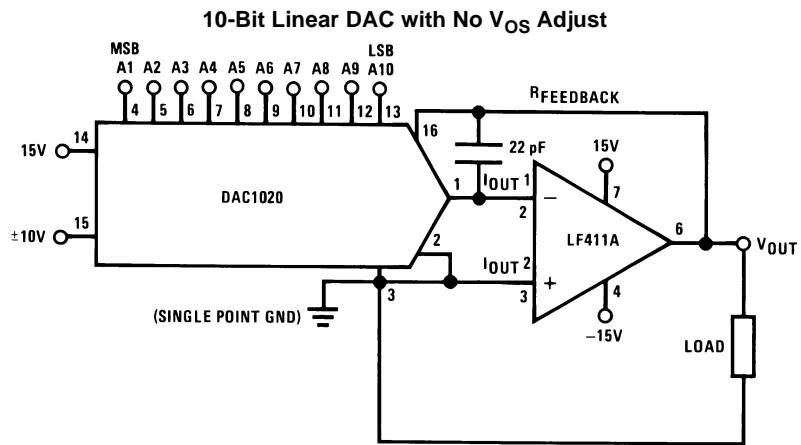 10-Bit Linear DAC with No VOS Adjust
MSB LSB
A1 A2 A3 A4 A5 A6 A7 A8 A9 A10
4 5 6 7 8 9 10 11 12 13
RFEEDBACK
16
22 pF
15V 14
15V
7
1 IOUT 1
2
−
DAC1020
LF411A
6
VOUT
±10V 15
2
IOUT 2
3
+
4
−15V
3
(SINGLE POINT GND)
LOAD